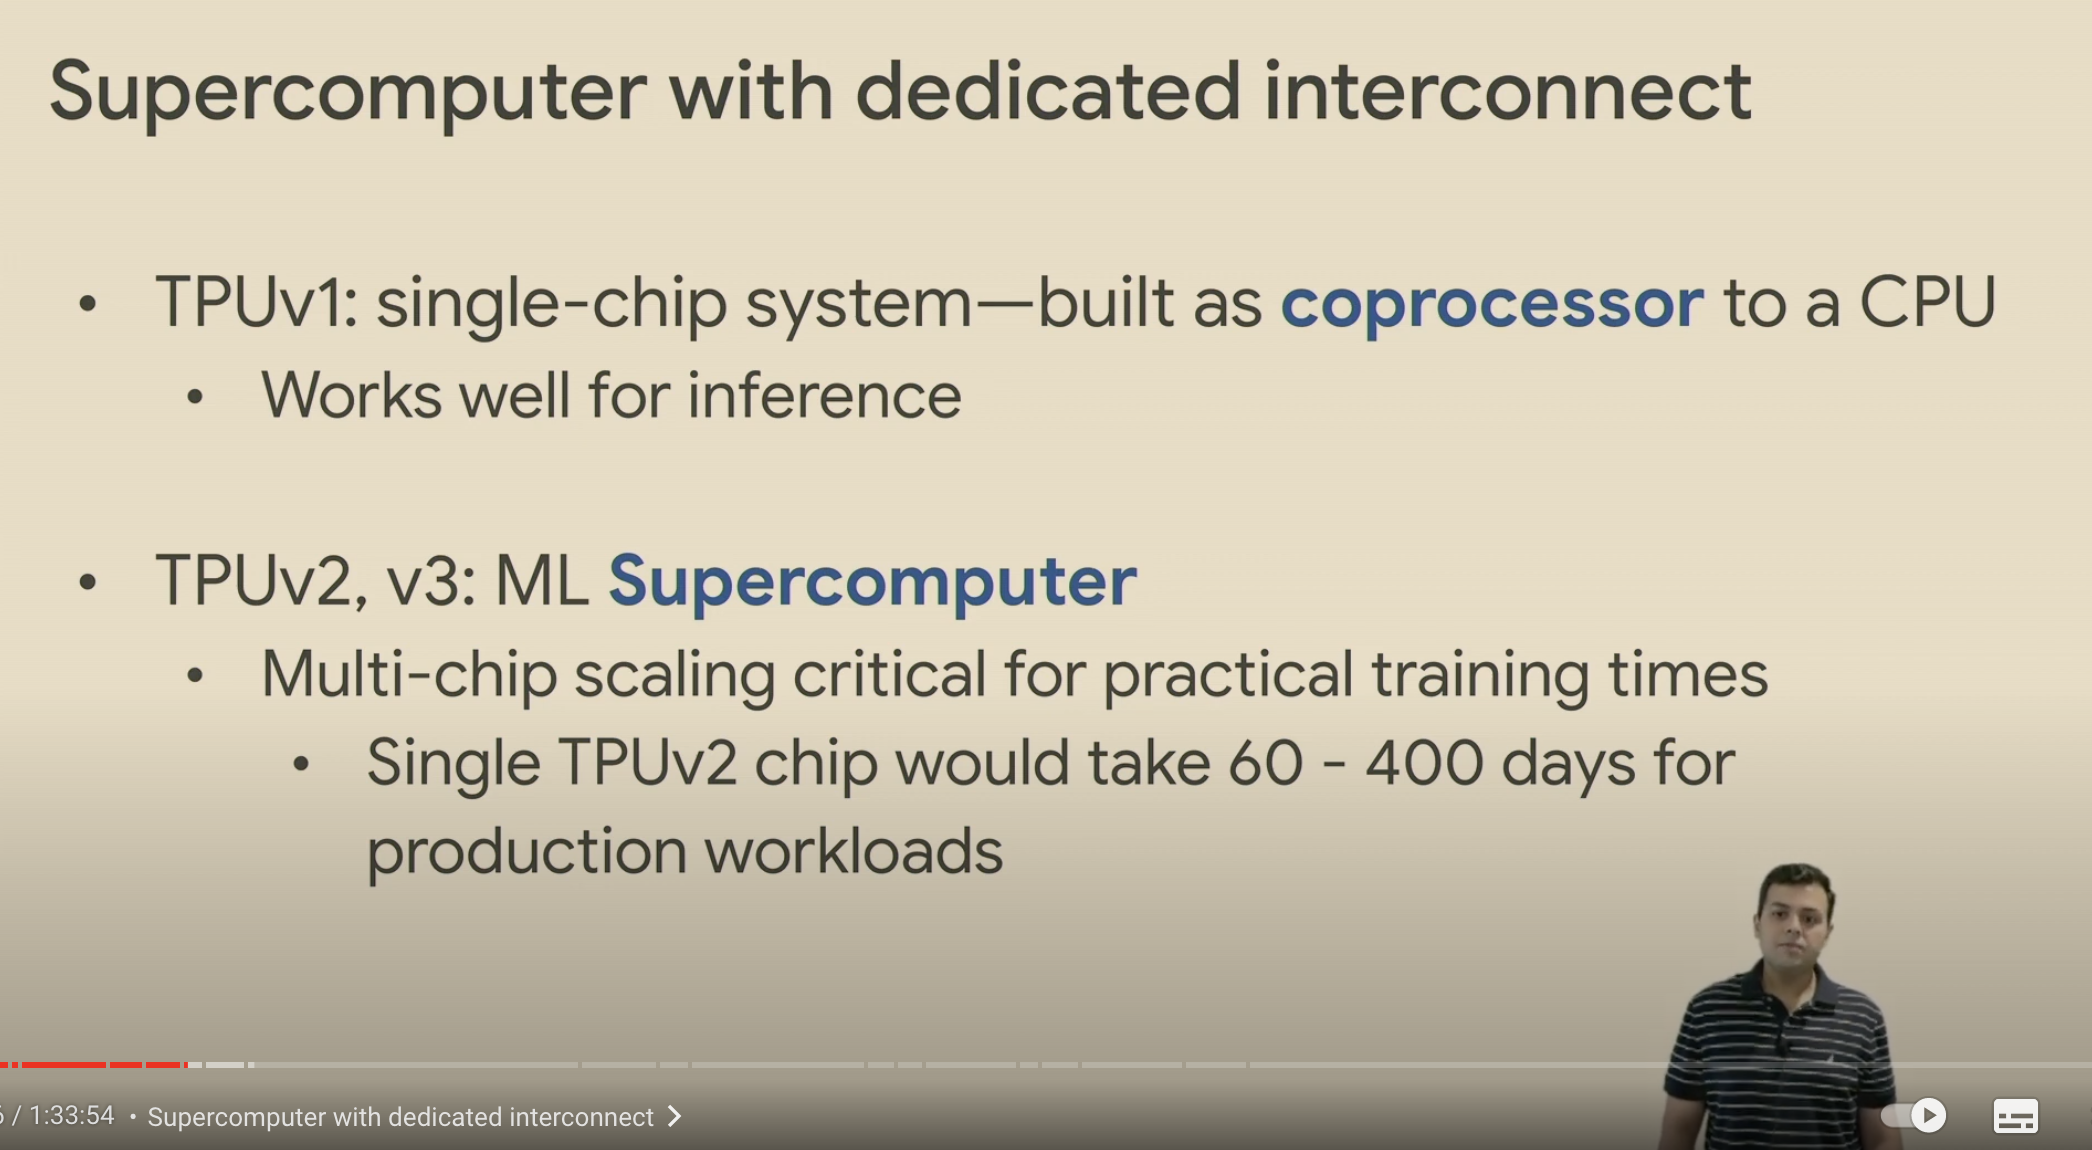 Supercomputer with dedicated interconnect
• TPUv1: single-chip system—built as coprocessor to a CPU
• Works well for inference
• TPUv2, v3: ML Supercomputer
• Multi-chip scaling critical for practical training times
• Single TPUv2 chip would take 60 - 400 days for
production workloads
/ 1:33:54 • Supercomputer with dedicated interconnect